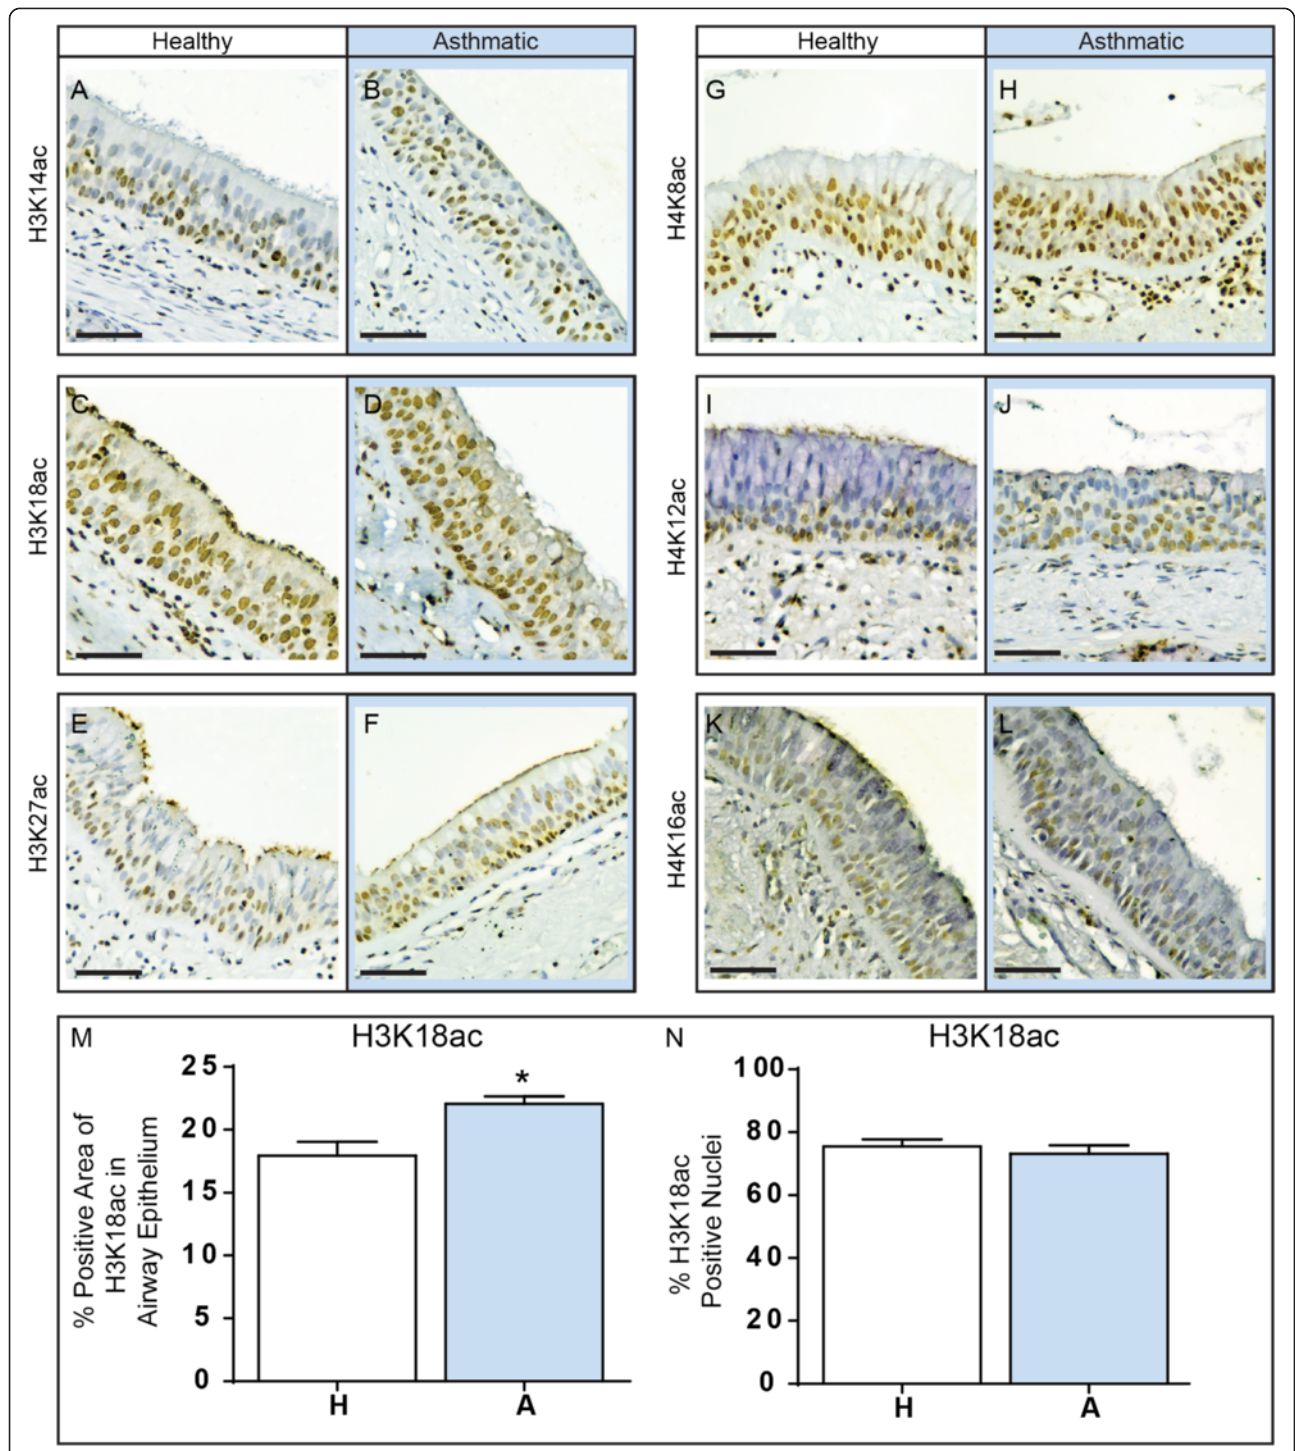 Healthy Asthmatic
Healthy Asthmatic
H3K14ac
A
B
H4K8ac
G
H
H3K18ac
C
D
H4K12ac
I
J
H3K27ac
E
F
H4K16ac
K
L
M
H3K18ac
% Positive Area of
H3K18ac in
Airway Epithelium
25
20
15
10
5
0
*
H A
N
H3K18ac
% H3K18ac
Positive Nuclei
100
80
60
40
20
0
H A